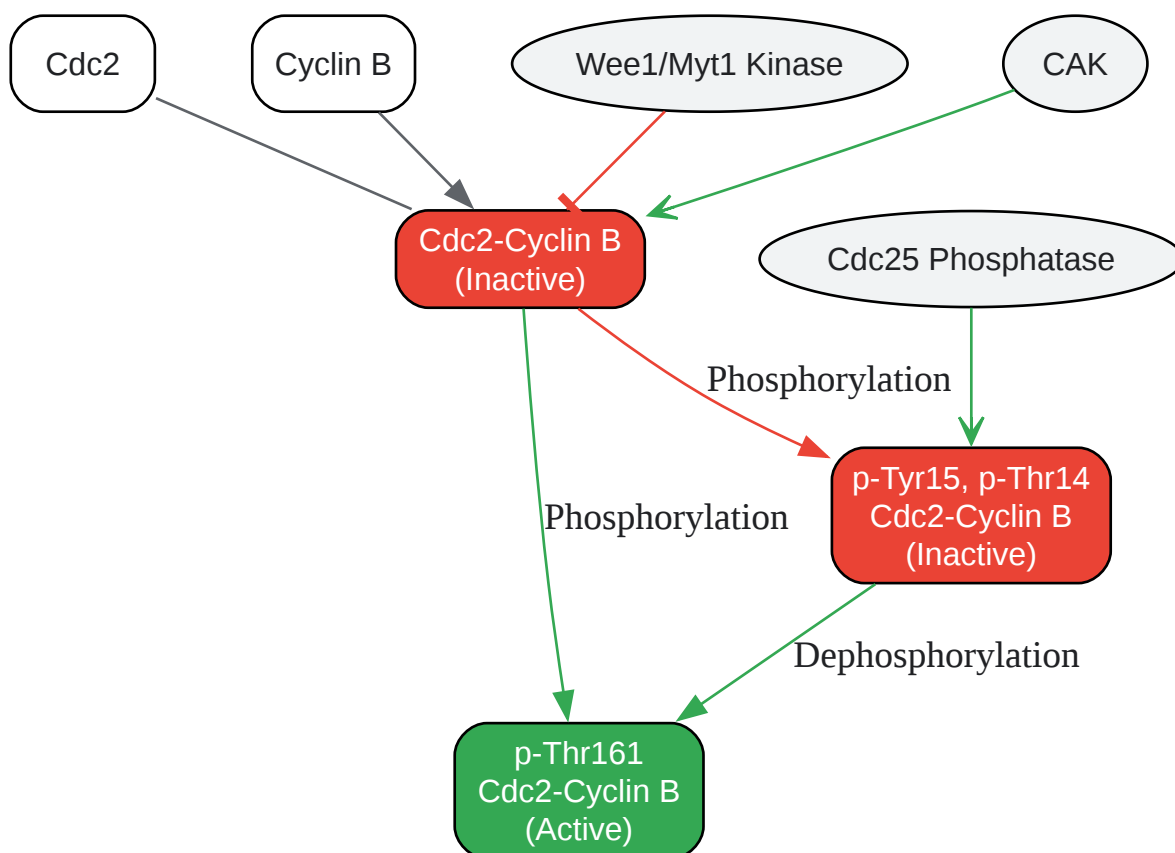 Cdc2
Cyclin B
Wee1/Myt1 Kinase
CAK
Cdc2-Cyclin B
(Inactive)
Cdc25 Phosphatase
Phosphorylation
p-Tyr15, p-Thr14
Cdc2-Cyclin B
(Inactive)
Phosphorylation
Dephosphorylation
p-Thr161
Cdc2-Cyclin B
(Active)